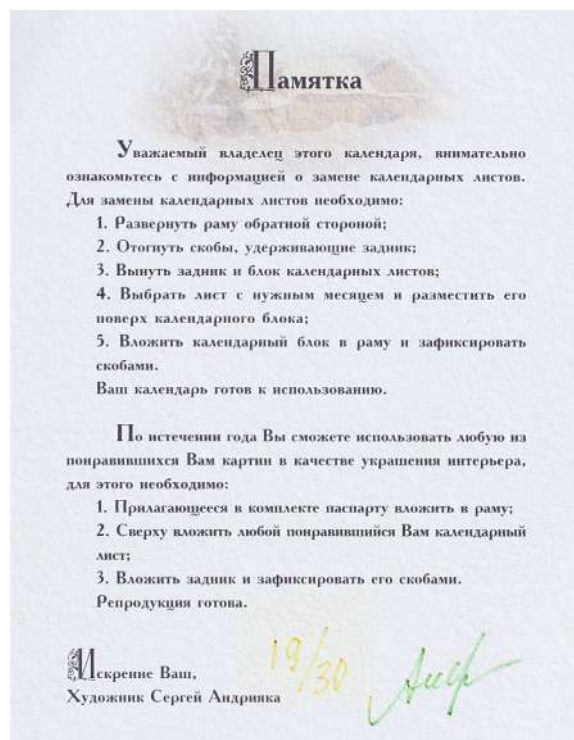 Памятка
Уважаемый владелец этого календаря, внимательно
ознакомьтесь с информацией о замене календарных листов.
Для замены календарных листов необходимо:
1. Развернуть раму обратной стороной;
2. Отогнуть скобы, удерживающие задник;
3. Вынуть задник и блок календарных листов;
4. Выбрать лист с нужным месяцем и разместить его
поверх календарного блока;
5. Вложить календарный блок в раму и зафиксировать
скобами.
Ваш календарь готов к использованию.
По истечении года Вы сможете использовать любую из
понравившихся Вам картин в качестве украшения интерьера,
для этого необходимо:
1. Прилагающееся в комплекте паспарту вложить в раму;
2. Сверху вложить любой понравившийся Вам календарный
лист;
3. Вложить задник и зафиксировать его скобами.
Репродукция готова.
Искренне Ваш,
Художник Сергей Андрияка
19/30